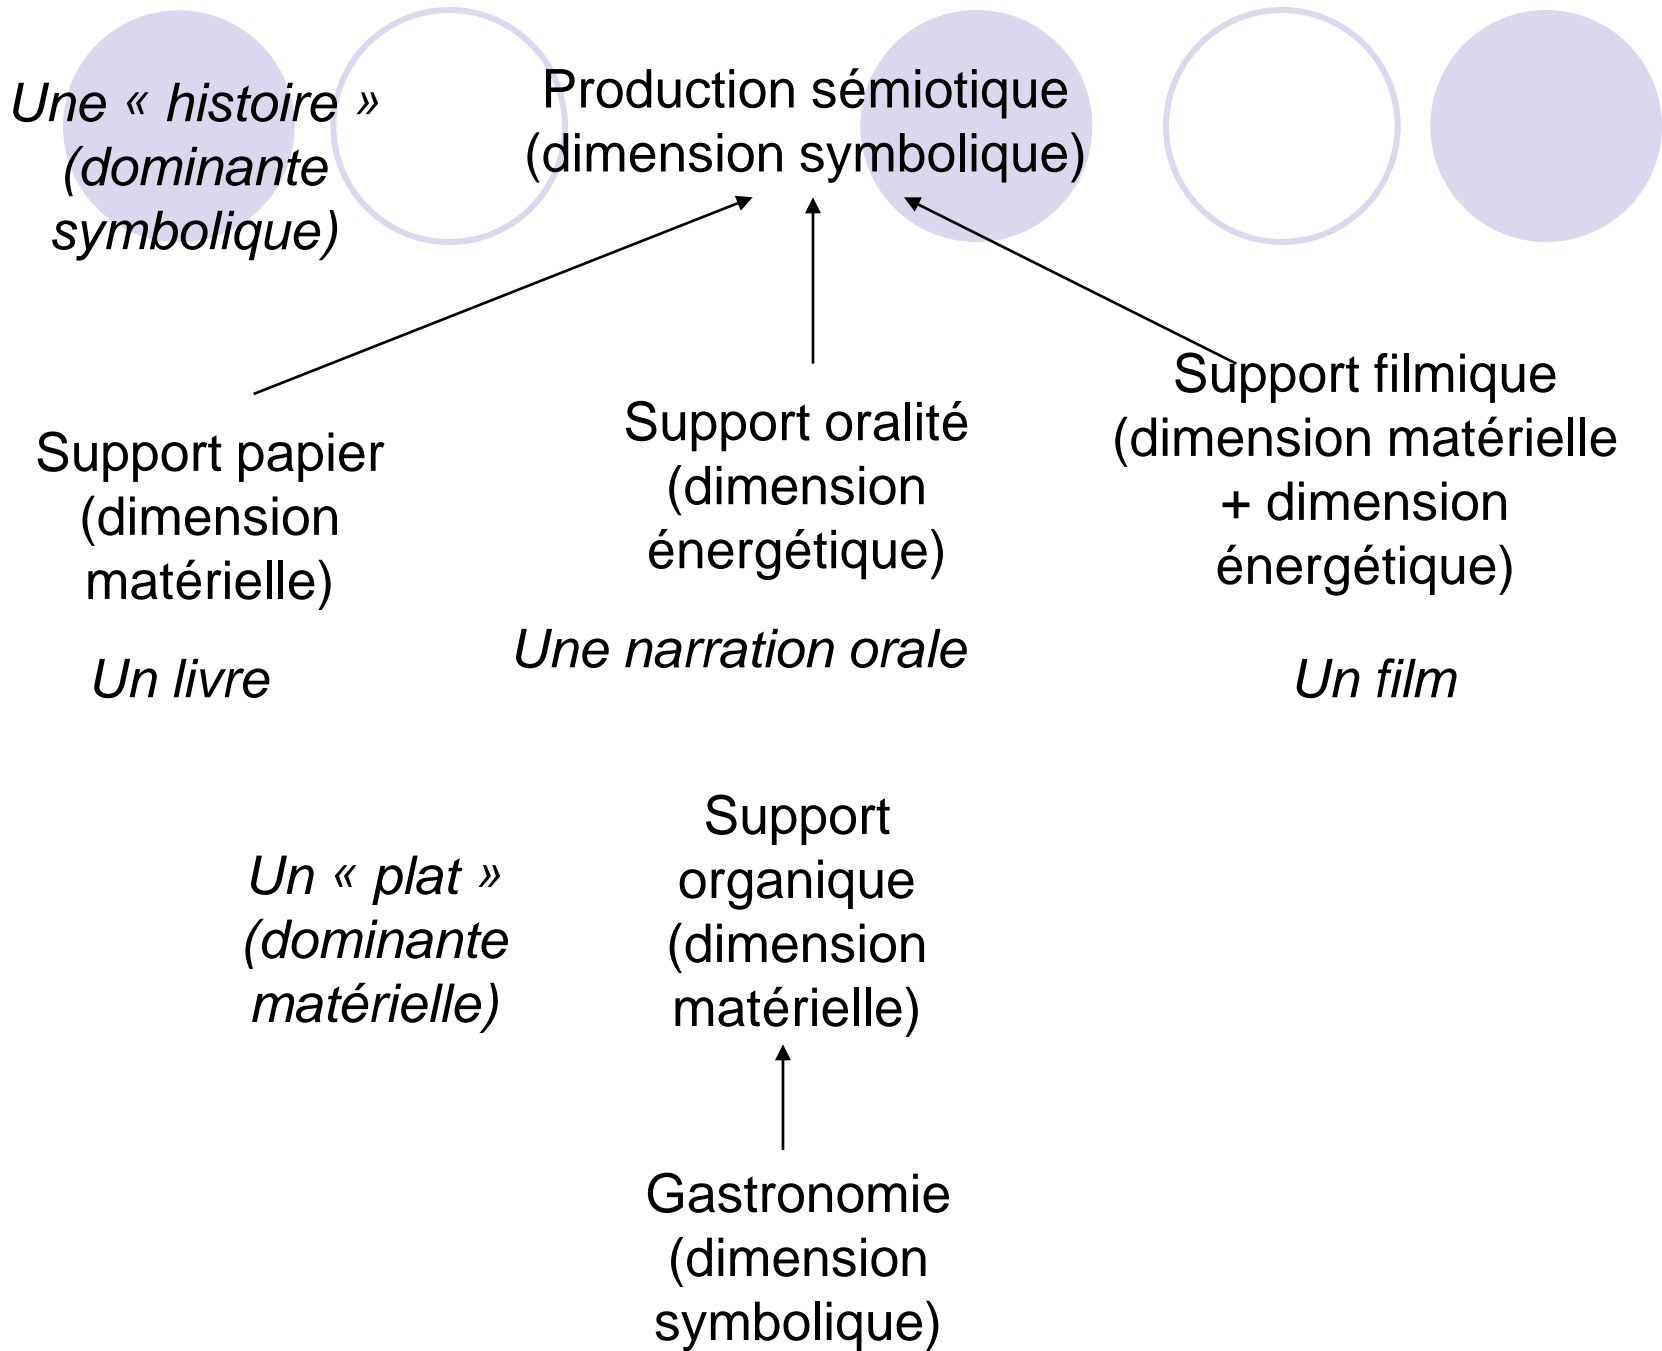 Une « histoire »
(dominante
symbolique)
Production sémiotique
(dimension symbolique)
Support papier
(dimension
matérielle)
Un livre
Support oralité
(dimension
énergétique)
Une narration orale
Support filmique
(dimension matérielle
+ dimension
énergétique)
Un film
Un « plat »
(dominante
matérielle)
Support
organique
(dimension
matérielle)
Gastronomie
(dimension
symbolique)